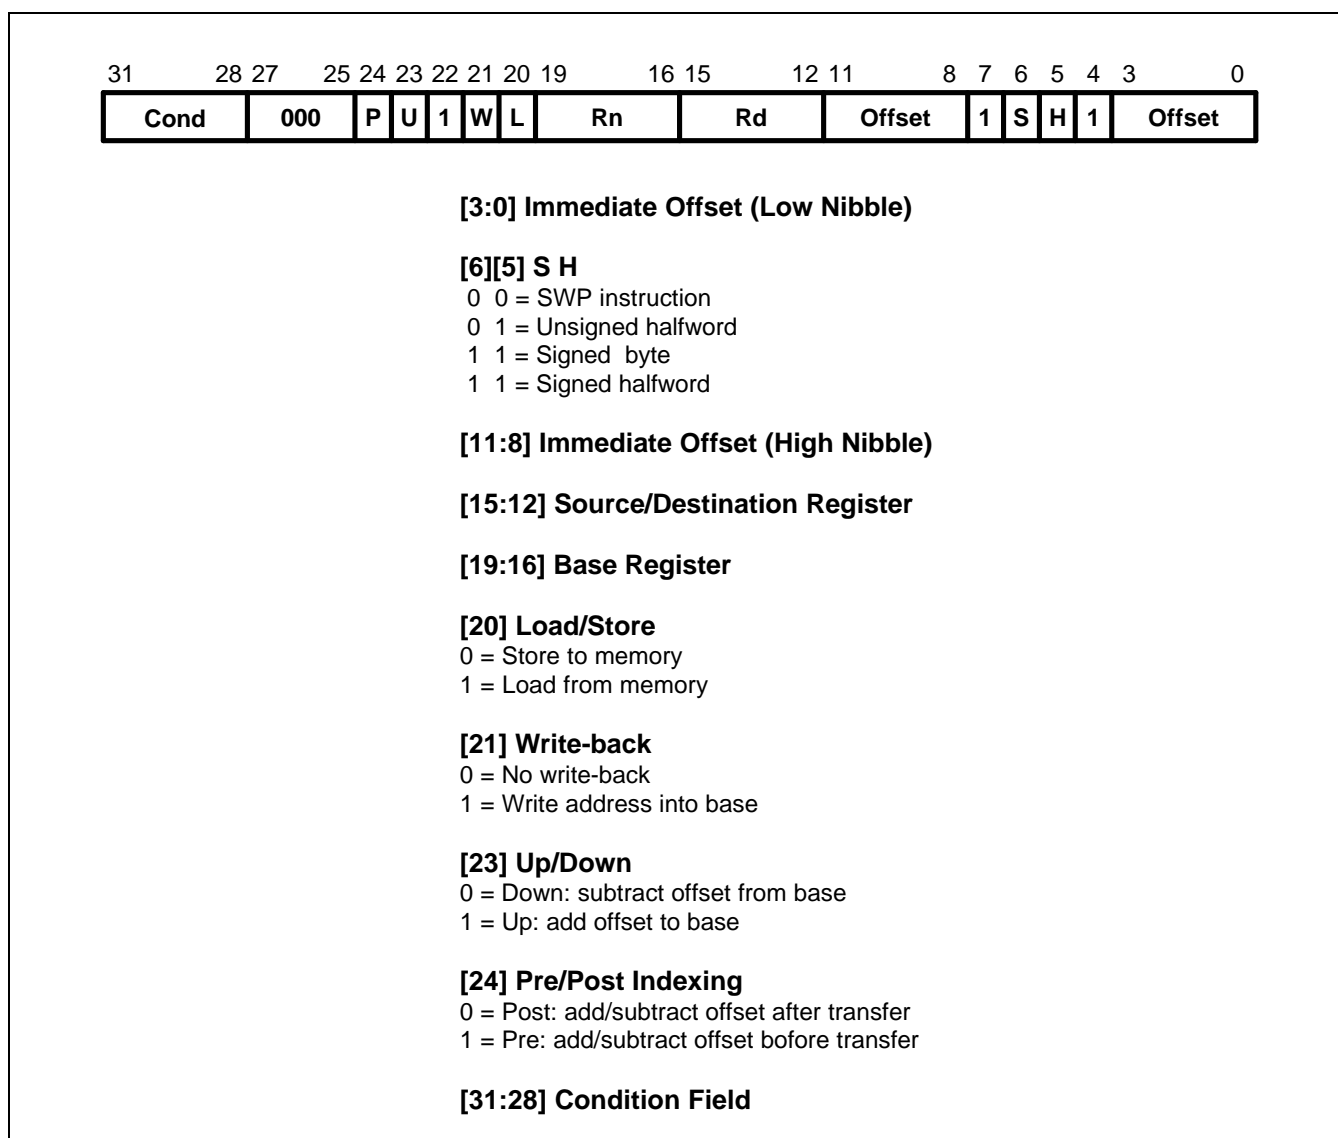 31 28 27 25 24 23 22 21 20 19 16 15 12 11 8 7 6 5 4 3 0
Cond 000 P U 1 W L Rn Rd Offset 1 S H 1 Offset
[3:0] Immediate Offset (Low Nibble)
[6][5] S H
0 0 = SWP instruction
0 1 = Unsigned halfword
1 1 = Signed byte
1 1 = Signed halfword
[11:8] Immediate Offset (High Nibble)
[15:12] Source/Destination Register
[19:16] Base Register
[20] Load/Store
0 = Store to memory
1 = Load from memory
[21] Write-back
0 = No write-back
1 = Write address into base
[23] Up/Down
0 = Down: subtract offset from base
1 = Up: add offset to base
[24] Pre/Post Indexing
0 = Post: add/subtract offset after transfer
1 = Pre: add/subtract offset bofore transfer
[31:28] Condition Field